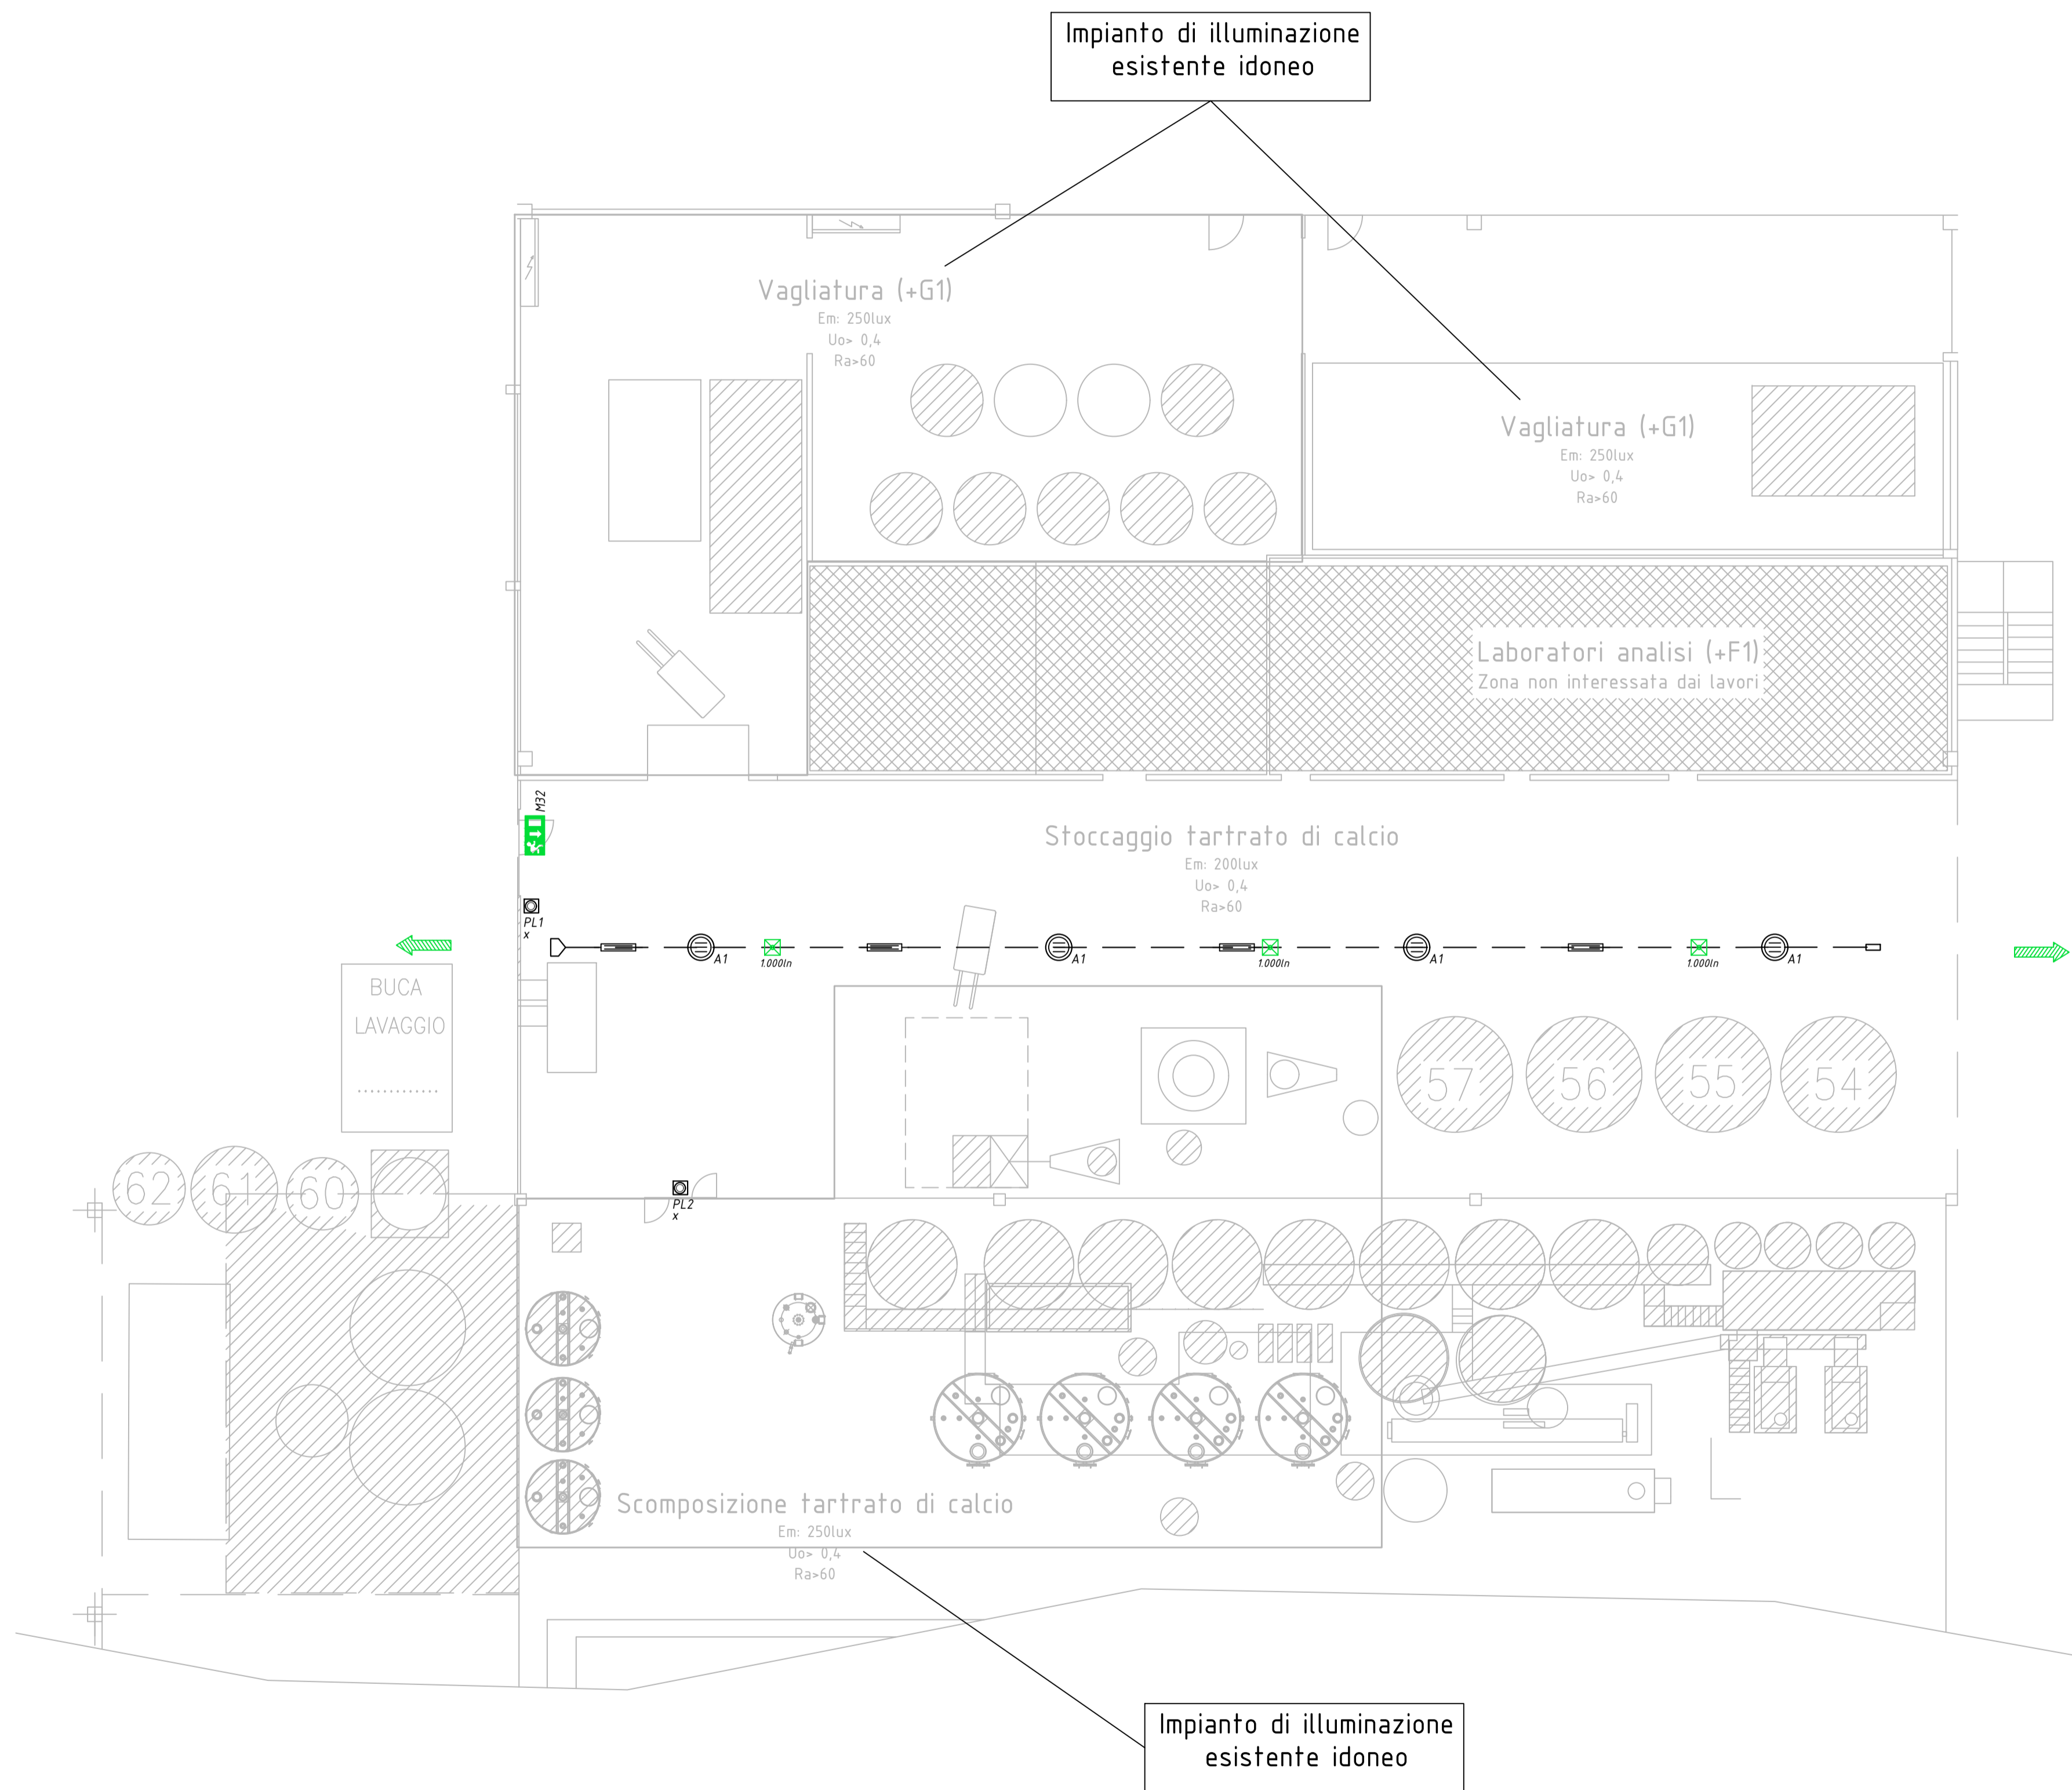 Impianto di illuminazione
esistente idoneo
Vagliatura (+G1)
Em: 250lux
Uo> 0,4
Ra>60
Vagliatura (+G1)
Em: 250lux
Uo> 0,4
Ra>60
Laboratori analisi (+F1)
Zona non interessata dai lavori
M32
Stoccaggio tartrato di calcio
Em: 200lux
Uo> 0,4
Ra>60
PL1
x
A1
1.000ln
A1
1.000ln
A1
1.000ln
A1
BUCA
LAVAGGIO
.............
57
56
55
54
62
61
60
PL2
x
Scomposizione tartrato di calcio
Em: 250lux
Uo> 0,4
Ra>60
Impianto di illuminazione
esistente idoneo